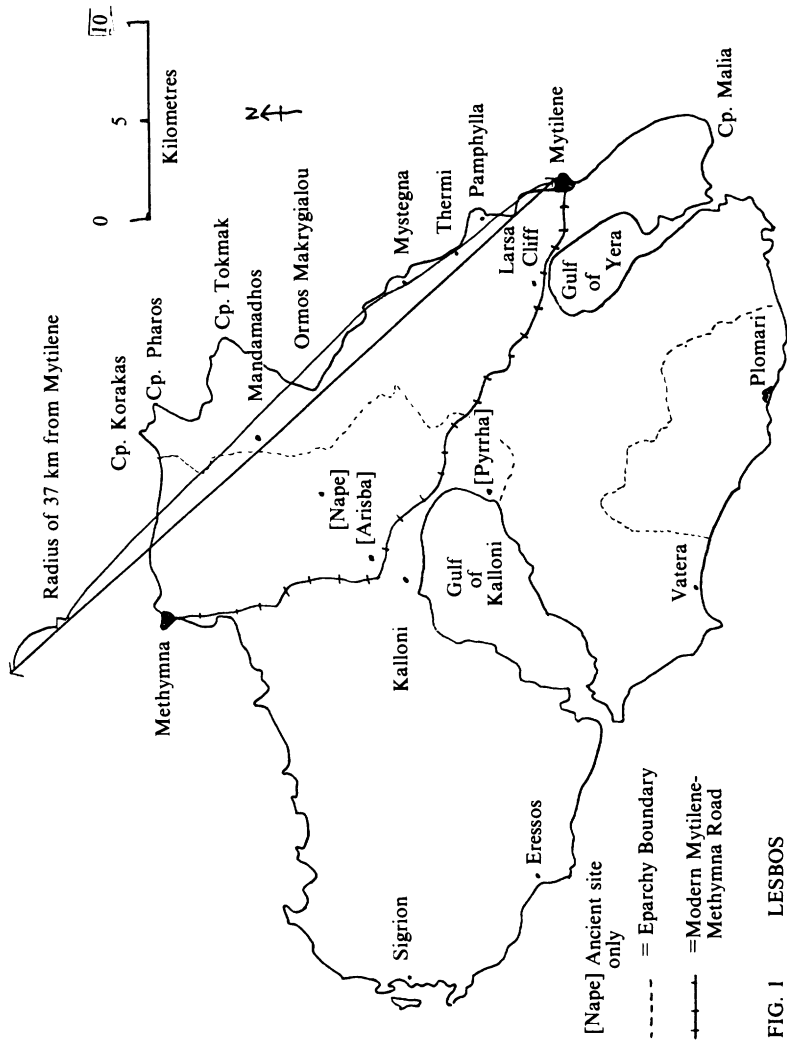 Radius of 37 km from Mytilene
Cp. Korakas
Cp. Pharos
Cp. Tokmak
Mandamadhos
Ormos Makrygialou
Mystegna
Thermi
Pamphylla
Larsa
Cliff
Mytilene
Cp. Malia
Methymna
[Nape]
[Arisba]
Kalloni
Gulf
of
Kalloni
[Pyrrha]
Gulf
of
Yera
Plomari
Vatera
Sigrion
Eressos
0 5 10
Kilometres
N
[Nape] Ancient site
only
= Eparchy Boundary
=Modern Mytilene-
Methymna Road
FIG. 1 LESBOS